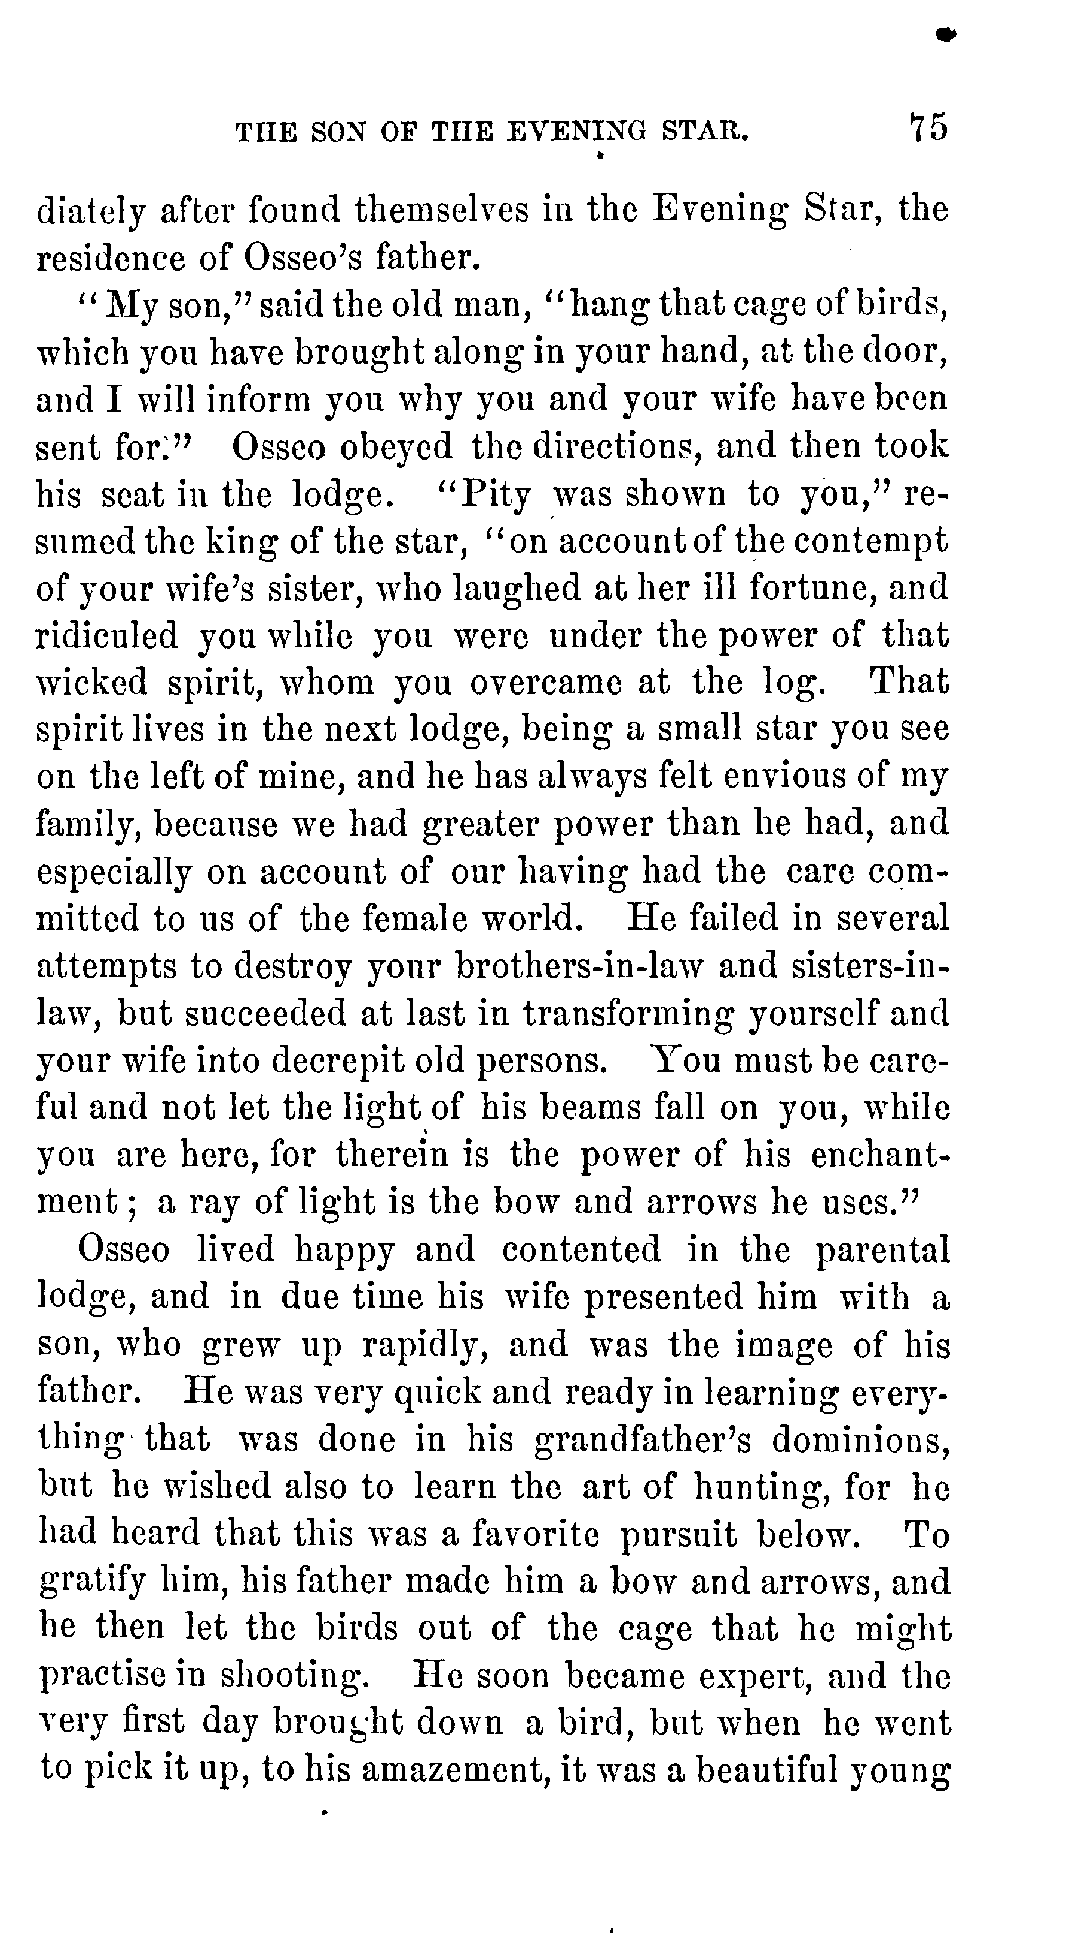 THE SON OF THE EVENING STAR. 75
diately after found themselves in the Evening Star, the
residence of Osseo's father.
"My son," said the old man, "hang that cage of birds,
which you have brought along in your hand, at the door,
and I will inform you why you and your wife have been
sent for." Osseo obeyed the directions, and then took
his seat in the lodge. "Pity was shown to you," re-
sumed the king of the star, "on account of the contempt
of your wife's sister, who laughed at her ill fortune, and
ridiculed you while you were under the power of that
wicked spirit, whom you overcame at the log. That
spirit lives in the next lodge, being a small star you see
on the left of mine, and he has always felt envious of my
family, because we had greater power than he had, and
especially on account of our having had the care com-
mitted to us of the female world. He failed in several
attempts to destroy your brothers-in-law and sisters-in-
law, but succeeded at last in transforming yourself and
your wife into decrepit old persons. You must be care-
ful and not let the light of his beams fall on you, while
you are here, for therein is the power of his enchant-
ment; a ray of light is the bow and arrows he uses."
Osseo lived happy and contented in the parental
lodge, and in due time his wife presented him with a
son, who grew up rapidly, and was the image of his
father. He was very quick and ready in learning every-
thing that was done in his grandfather's dominions,
but he wished also to learn the art of hunting, for he
had heard that this was a favorite pursuit below. To
gratify him, his father made him a bow and arrows, and
he then let the birds out of the cage that he might
practise in shooting. He soon became expert, and the
very first day brought down a bird, but when he went
to pick it up, to his amazement, it was a beautiful young